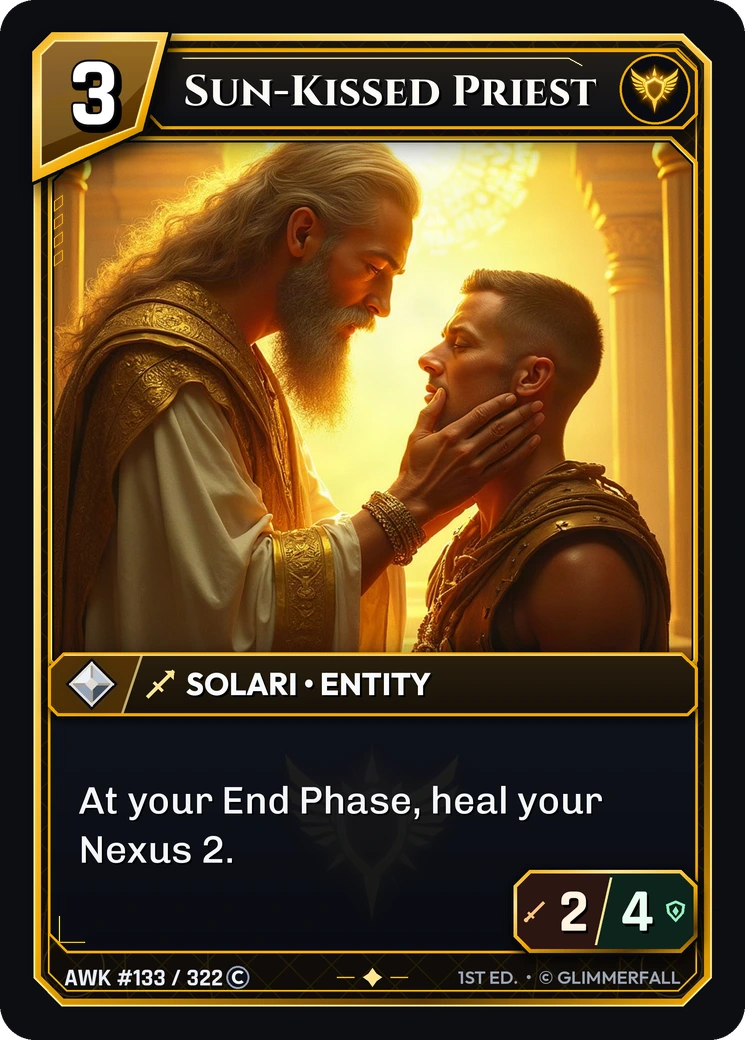 3
SUN-KISSED PRIEST
SOLARI • ENTITY
At your End Phase, heal your
Nexus 2.
2 / 4
AWK #133 / 322 Ⓒ
1ST ED. • © GLIMMERFALL